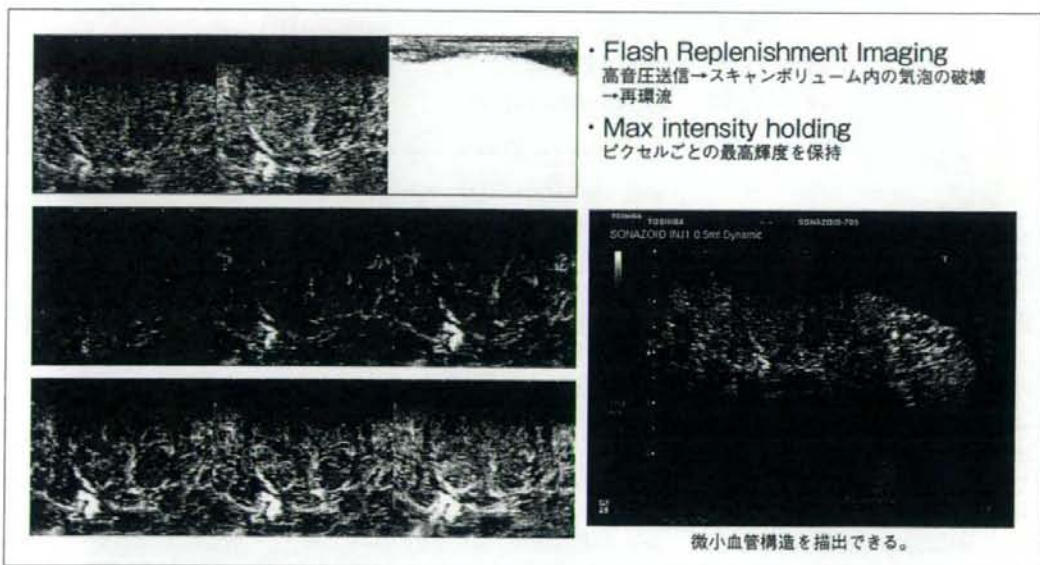 ・Flash Replenishment Imaging
高音圧送信→スキャンボリューム内の気泡の破壊
→再環流
・Max intensity holding
ピクセルごとの最高輝度を保持
TOSHIBA
TOSHIBA
SONAZOID-705
SONAZOID INJ1 0.5ml Dynamic
微小血管構造を描出できる。